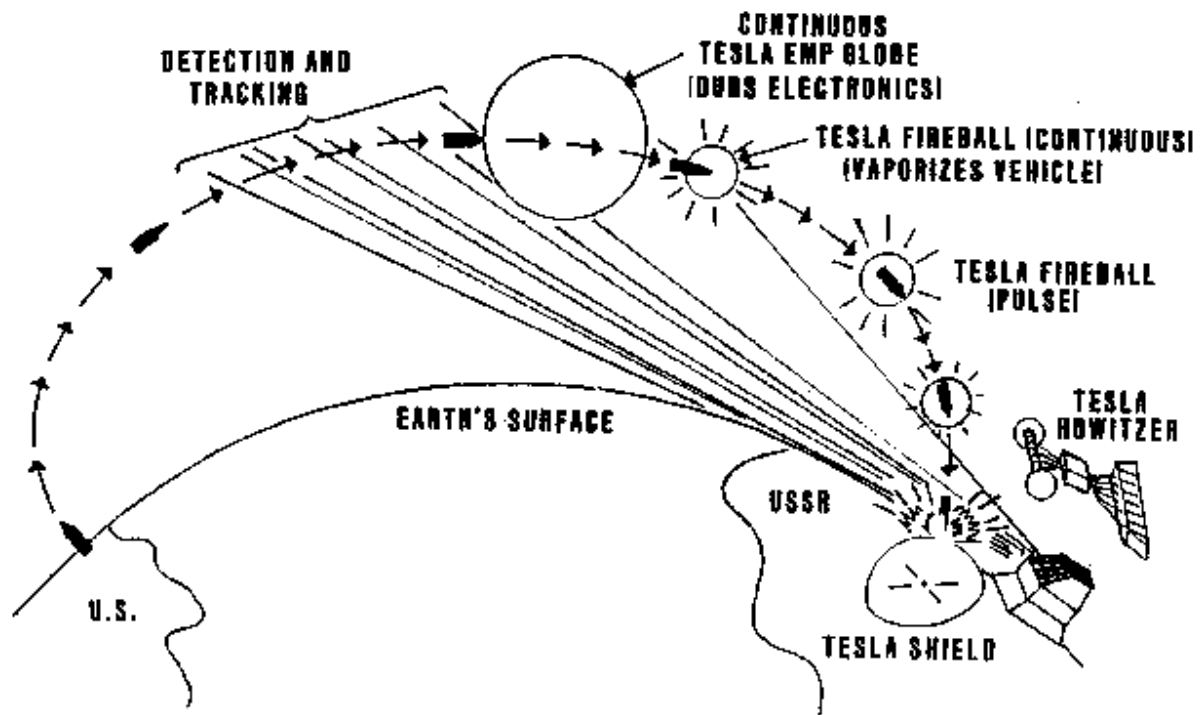 DETECTION AND
TRACKING
CONTINUOUS
TESLA EMP GLOBE
(DUDS ELECTRONICS)
TESLA FIREBALL (CONTINUOUS)
(VAPORIZES VEHICLE)
TESLA FIREBALL
(PULSE)
TESLA
HOWITZER
EARTH'S SURFACE
USSR
U.S.
TESLA SHIELD